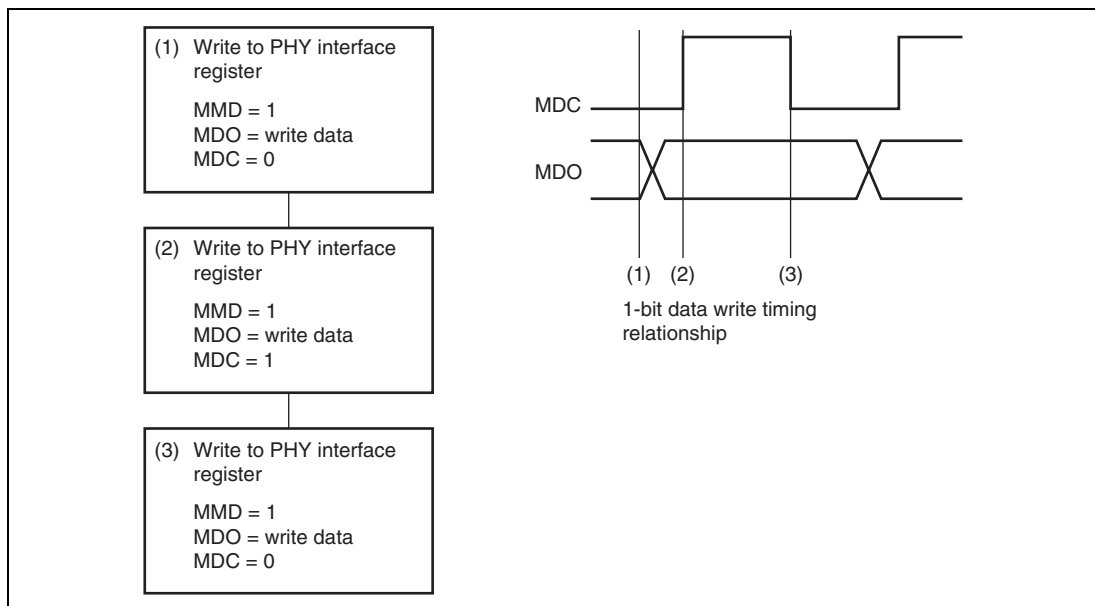 (1) Write to PHY interface
register
MMD = 1
MDO = write data
MDC = 0
(2) Write to PHY interface
register
MMD = 1
MDO = write data
MDC = 1
(3) Write to PHY interface
register
MMD = 1
MDO = write data
MDC = 0
MDC
MDO
(1) (2) (3)
1-bit data write timing
relationship